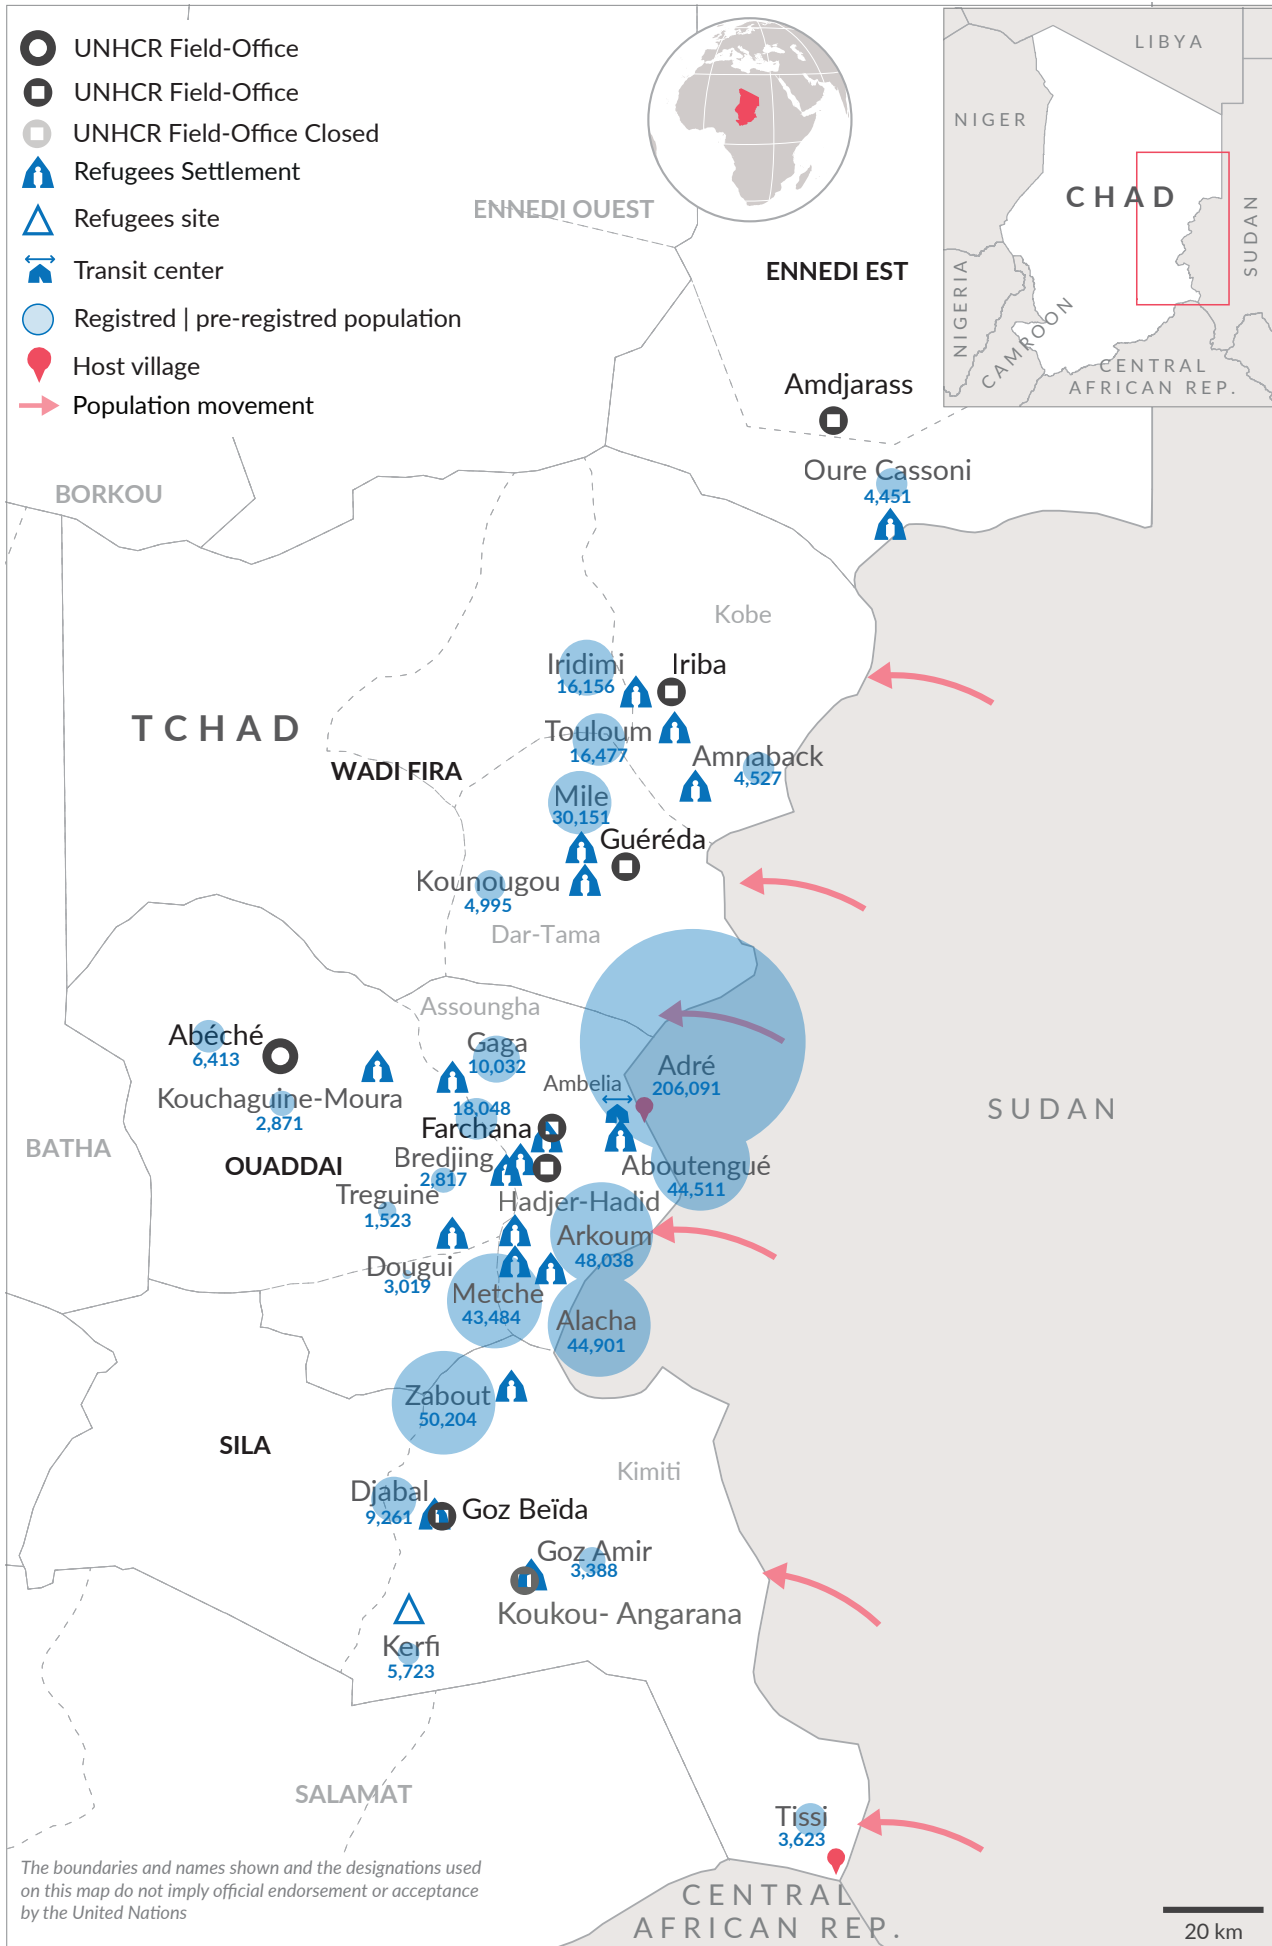 UNHCR Field-Office
UNHCR Field-Office
UNHCR Field-Office Closed
Refugees Settlement
Refugees site
Transit center
Registred | pre-registred population
Host village
Population movement
LIBYA
NIGER
CHAD
SUDAN
NIGERIA
CAMROON
CENTRAL
AFRICAN REP.
ENNEDI OUEST
ENNEDI EST
Amdjarass
Oure Cassoni
4,451
BORKOU
Kobe
Iridimi
16,156
Iriba
TCHAD
Touloum
16,477
Amnaback
4,527
WADI FIRA
Mile
30,151
Guéréda
Kounougou
4,995
Dar-Tama
Assoungha
Abéché
6,413
Gaga
10,032
Adré
206,091
Ambelia
Kouchaguine-Moura
2,871
18,048
Farchana
SUDAN
BATHA
OUADDAI
Bredjing
2,817
Aboutengué
44,511
Treguine
1,523
Hadjer-Hadid
Arkoum
48,038
Dougui
3,019
Metche
43,484
Alacha
44,901
Zabout
50,204
SILA
Kimiti
Djabal
9,261
Goz Beïda
Goz Amir
3,388
Koukou- Angarana
Kerfi
5,723
SALAMAT
Tissi
3,623
The boundaries and names shown and the designations used
on this map do not imply official endorsement or acceptance
by the United Nations
CENTRAL
AFRICAN REP.
20 km